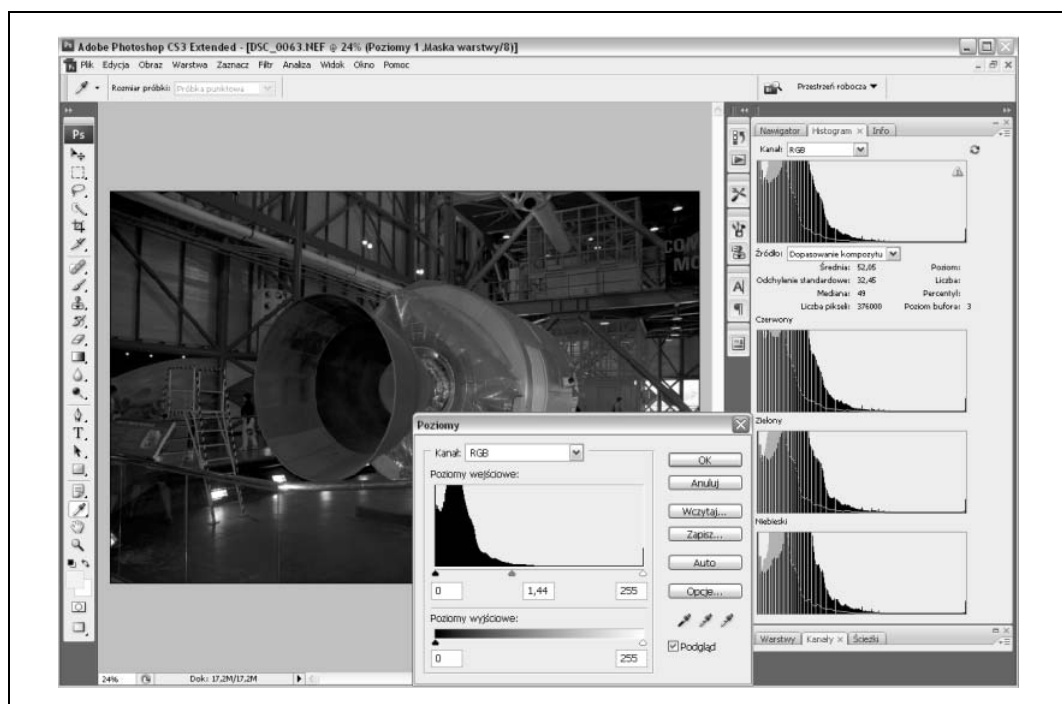 Adobe Photoshop CS3 Extended - [DSC_0063.NEF @ 24% (Poziomy 1 ,Maska warstwy/8)]
Plik Edycja Obraz Warstwa Zaznacz Filtr Analiza Widok Okno Pomoc
Rozmiar próbki: Próbka punktowa
Przestrzeń robocza
Ps
Nawigator Histogram × Info
Kanał: RGB
Źródło: Dopasowanie kompozytu
Średnia: 52,05 Poziom:
Odchylenie standardowe: 32,45 Liczba:
Mediana: 49 Percentyl:
Liczba pikseli: 376000 Poziom bufora: 3
Czerwony
Zielony
Niebieski
Warstwy Kanały × Ścieżki
COM
MO
Poziomy
Kanał: RGB
Poziomy wejściowe:
0 1,44 255
Poziomy wyjściowe:
0 255
OK
Anuluj
Wczytaj...
Zapisz...
Auto
Opcje...
Podgląd
24% Dok: 17,2M/17,2M